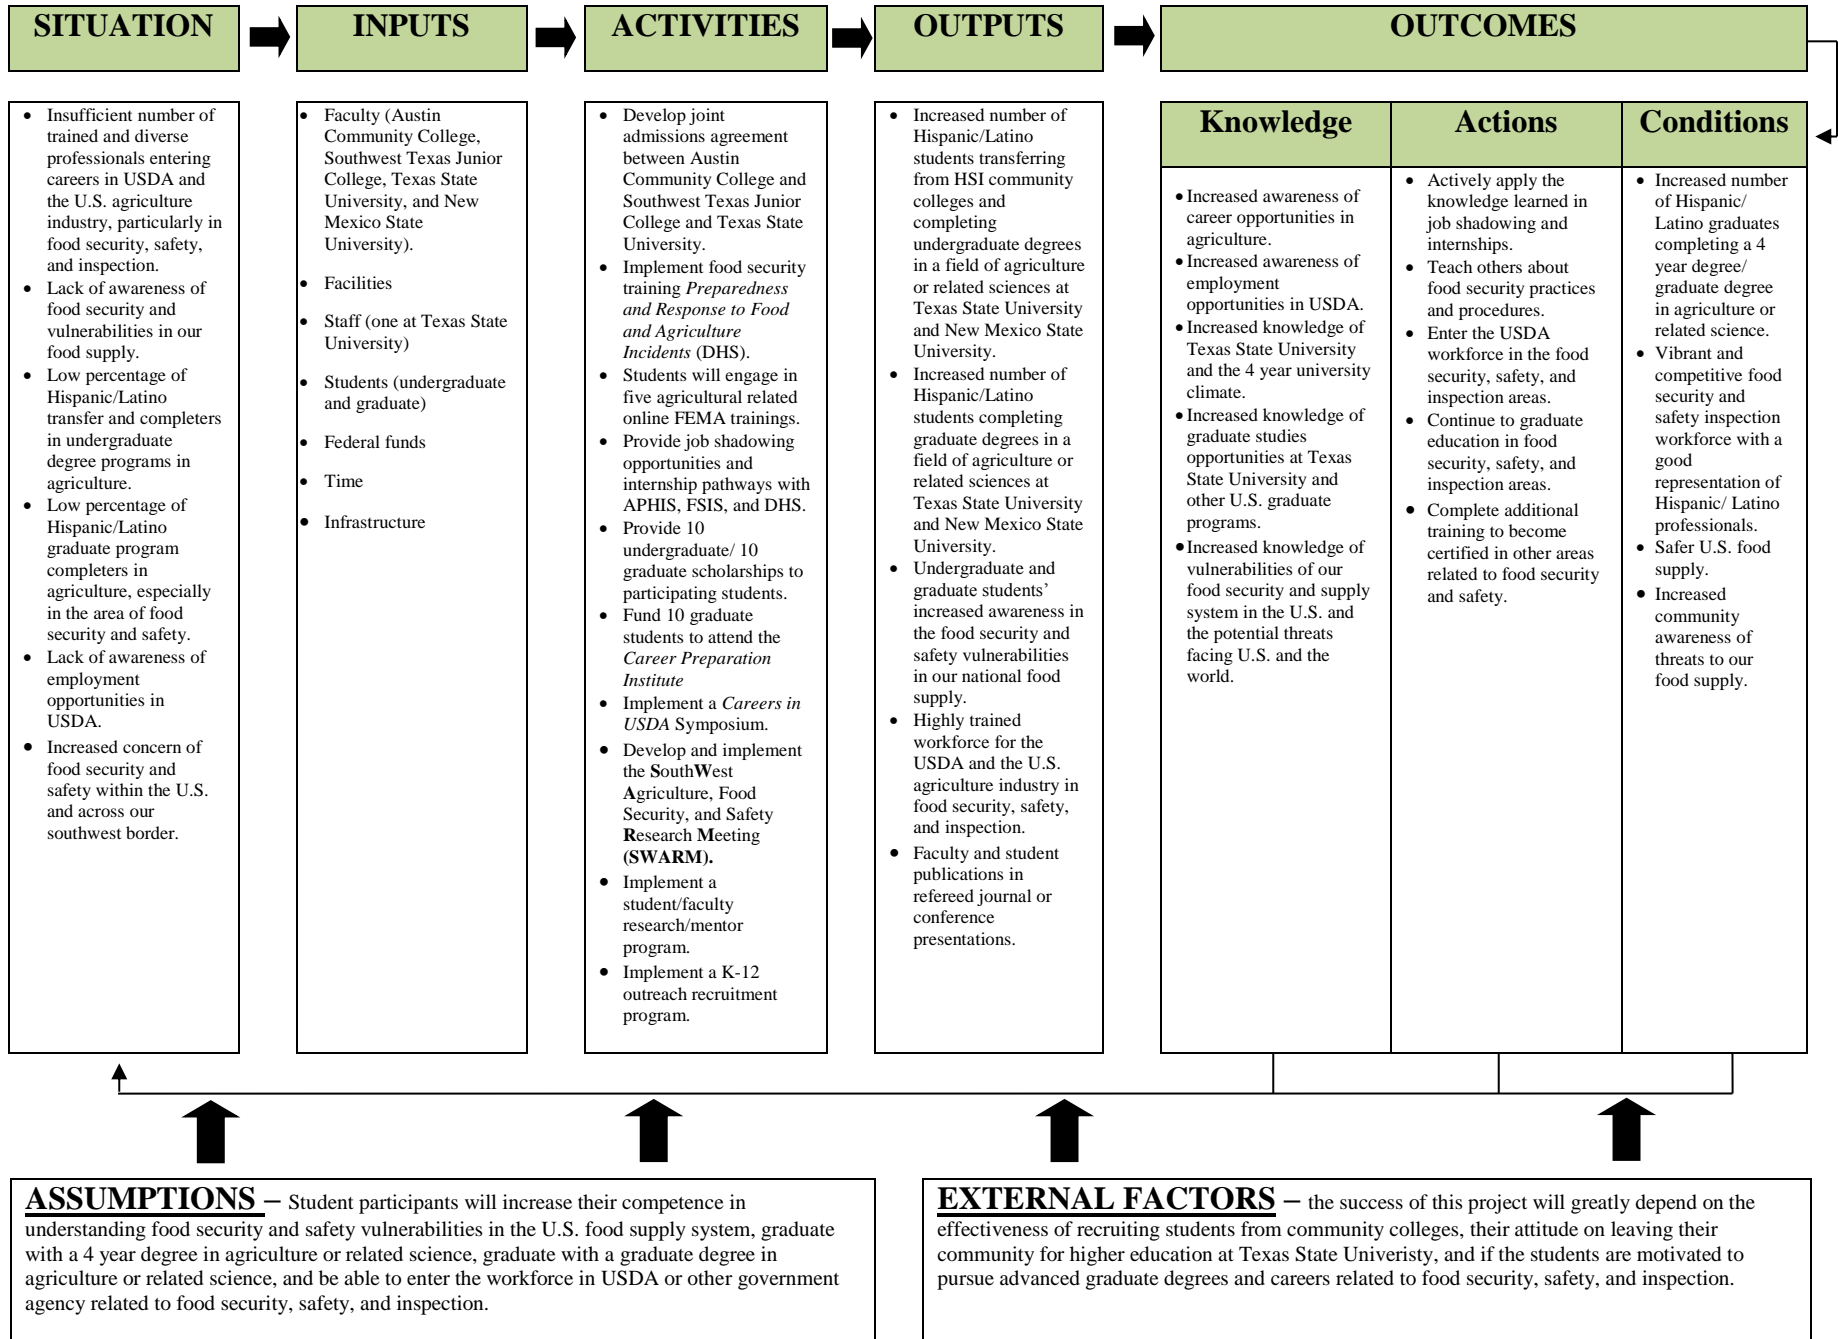 SITUATION
INPUTS
ACTIVITIES
OUTPUTS
OUTCOMES
• Insufficient number of
trained and diverse
professionals entering
careers in USDA and
the U.S. agriculture
industry, particularly in
food security, safety,
and inspection.
• Lack of awareness of
food security and
vulnerabilities in our
food supply.
• Low percentage of
Hispanic/Latino
transfer and completers
in undergraduate
degree programs in
agriculture.
• Low percentage of
Hispanic/Latino
graduate program
completers in
agriculture, especially
in the area of food
security and safety.
• Lack of awareness of
employment
opportunities in
USDA.
• Increased concern of
food security and
safety within the U.S.
and across our
southwest border.
• Faculty (Austin
Community College,
Southwest Texas Junior
College, Texas State
University, and New
Mexico State
University).
• Facilities
• Staff (one at Texas State
University)
• Students (undergraduate
and graduate)
• Federal funds
• Time
• Infrastructure
• Develop joint
admissions agreement
between Austin
Community College and
Southwest Texas Junior
College and Texas State
University.
• Implement food security
training Preparedness
and Response to Food
and Agriculture
Incidents (DHS).
• Students will engage in
five agricultural related
online FEMA trainings.
• Provide job shadowing
opportunities and
internship pathways with
APHIS, FSIS, and DHS.
• Provide 10
undergraduate/ 10
graduate scholarships to
participating students.
• Fund 10 graduate
students to attend the
Career Preparation
Institute
• Implement a Careers in
USDA Symposium.
• Develop and implement
the SouthWest
Agriculture, Food
Security, and Safety
Research Meeting
(SWARM).
• Implement a
student/faculty
research/mentor
program.
• Implement a K-12
outreach recruitment
program.
• Increased number of
Hispanic/Latino
students transferring
from HSI community
colleges and
completing
undergraduate degrees
in a field of agriculture
or related sciences at
Texas State University
and New Mexico State
University.
• Increased number of
Hispanic/Latino
students completing
graduate degrees in a
field of agriculture or
related sciences at
Texas State University
and New Mexico State
University.
• Undergraduate and
graduate students’
increased awareness in
the food security and
safety vulnerabilities
in our national food
supply.
• Highly trained
workforce for the
USDA and the U.S.
agriculture industry in
food security, safety,
and inspection.
• Faculty and student
publications in
refereed journal or
conference
presentations.
Knowledge
• Increased awareness of
career opportunities in
agriculture.
• Increased awareness of
employment
opportunities in USDA.
• Increased knowledge of
Texas State University
and the 4 year university
climate.
• Increased knowledge of
graduate studies
opportunities at Texas
State University and
other U.S. graduate
programs.
• Increased knowledge of
vulnerabilities of our
food security and supply
system in the U.S. and
the potential threats
facing U.S. and the
world.
Actions
• Actively apply the
knowledge learned in
job shadowing and
internships.
• Teach others about
food security practices
and procedures.
• Enter the USDA
workforce in the food
security, safety, and
inspection areas.
• Continue to graduate
education in food
security, safety, and
inspection areas.
• Complete additional
training to become
certified in other areas
related to food security
and safety.
Conditions
• Increased number
of Hispanic/
Latino graduates
completing a 4
year degree/
graduate degree
in agriculture or
related science.
• Vibrant and
competitive food
security and
safety inspection
workforce with a
good
representation of
Hispanic/ Latino
professionals.
• Safer U.S. food
supply.
• Increased
community
awareness of
threats to our
food supply.
ASSUMPTIONS – Student participants will increase their competence in
understanding food security and safety vulnerabilities in the U.S. food supply system, graduate
with a 4 year degree in agriculture or related science, graduate with a graduate degree in
agriculture or related science, and be able to enter the workforce in USDA or other government
agency related to food security, safety, and inspection.
EXTERNAL FACTORS – the success of this project will greatly depend on the
effectiveness of recruiting students from community colleges, their attitude on leaving their
community for higher education at Texas State Univeristy, and if the students are motivated to
pursue advanced graduate degrees and careers related to food security, safety, and inspection.